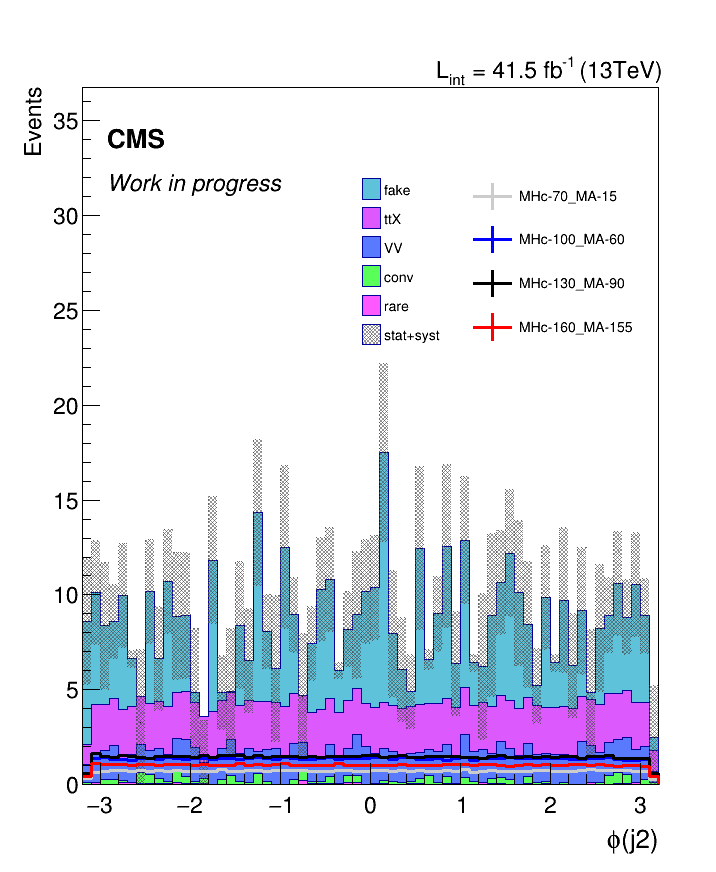 L_int = 41.5 fb^-1 (13TeV)
Events
CMS
Work in progress
fake
ttX
VV
conv
rare
stat+syst
MHc-70_MA-15
MHc-100_MA-60
MHc-130_MA-90
MHc-160_MA-155
35
30
25
20
15
10
5
0
−3 −2 −1 0 1 2 3
ϕ(j2)